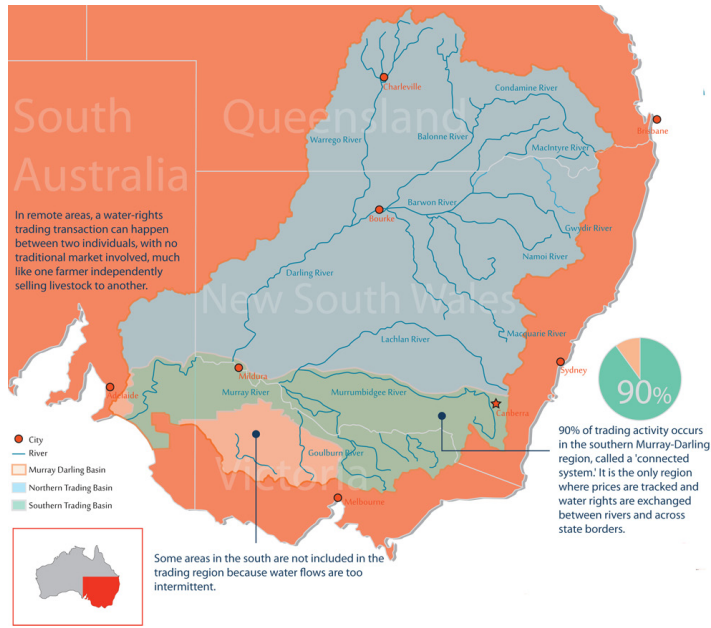 South
Australia
Queensland
New South Wales
Victoria
Charleville
Condamine River
Warrego River
Balonne River
MacIntyre River
Brisbane
Barwon River
Bourke
Gwydir River
Namoi River
Darling River
Macquarie River
Lachlan River
Sydney
Mildura
Adelaide
Murray River
Murrumbidgee River
Canberra
Goulburn River
Melbourne
In remote areas, a water-rights
trading transaction can happen
between two individuals, with no
traditional market involved, much
like one farmer independently
selling livestock to another.
90%
90% of trading activity occurs
in the southern Murray-Darling
region, called a 'connected
system.' It is the only region
where prices are tracked and
water rights are exchanged
between rivers and across
state borders.
City
River
Murray Darling Basin
Northern Trading Basin
Southern Trading Basin
Some areas in the south are not included in the
trading region because water flows are too
intermittent.